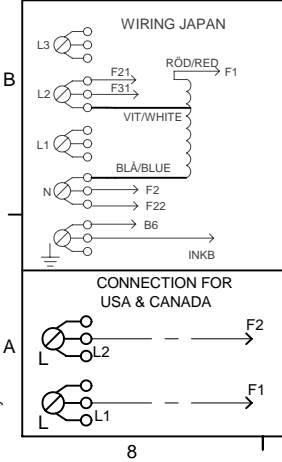 WIRING JAPAN
L3
RÖD/RED
F21
F1
B
L2
F31
VIT/WHITE
L1
BLÅ/BLUE
N
F2
F22
B6
INKB
CONNECTION FOR
USA & CANADA
F2
A
L
L2
F1
L
L1
8